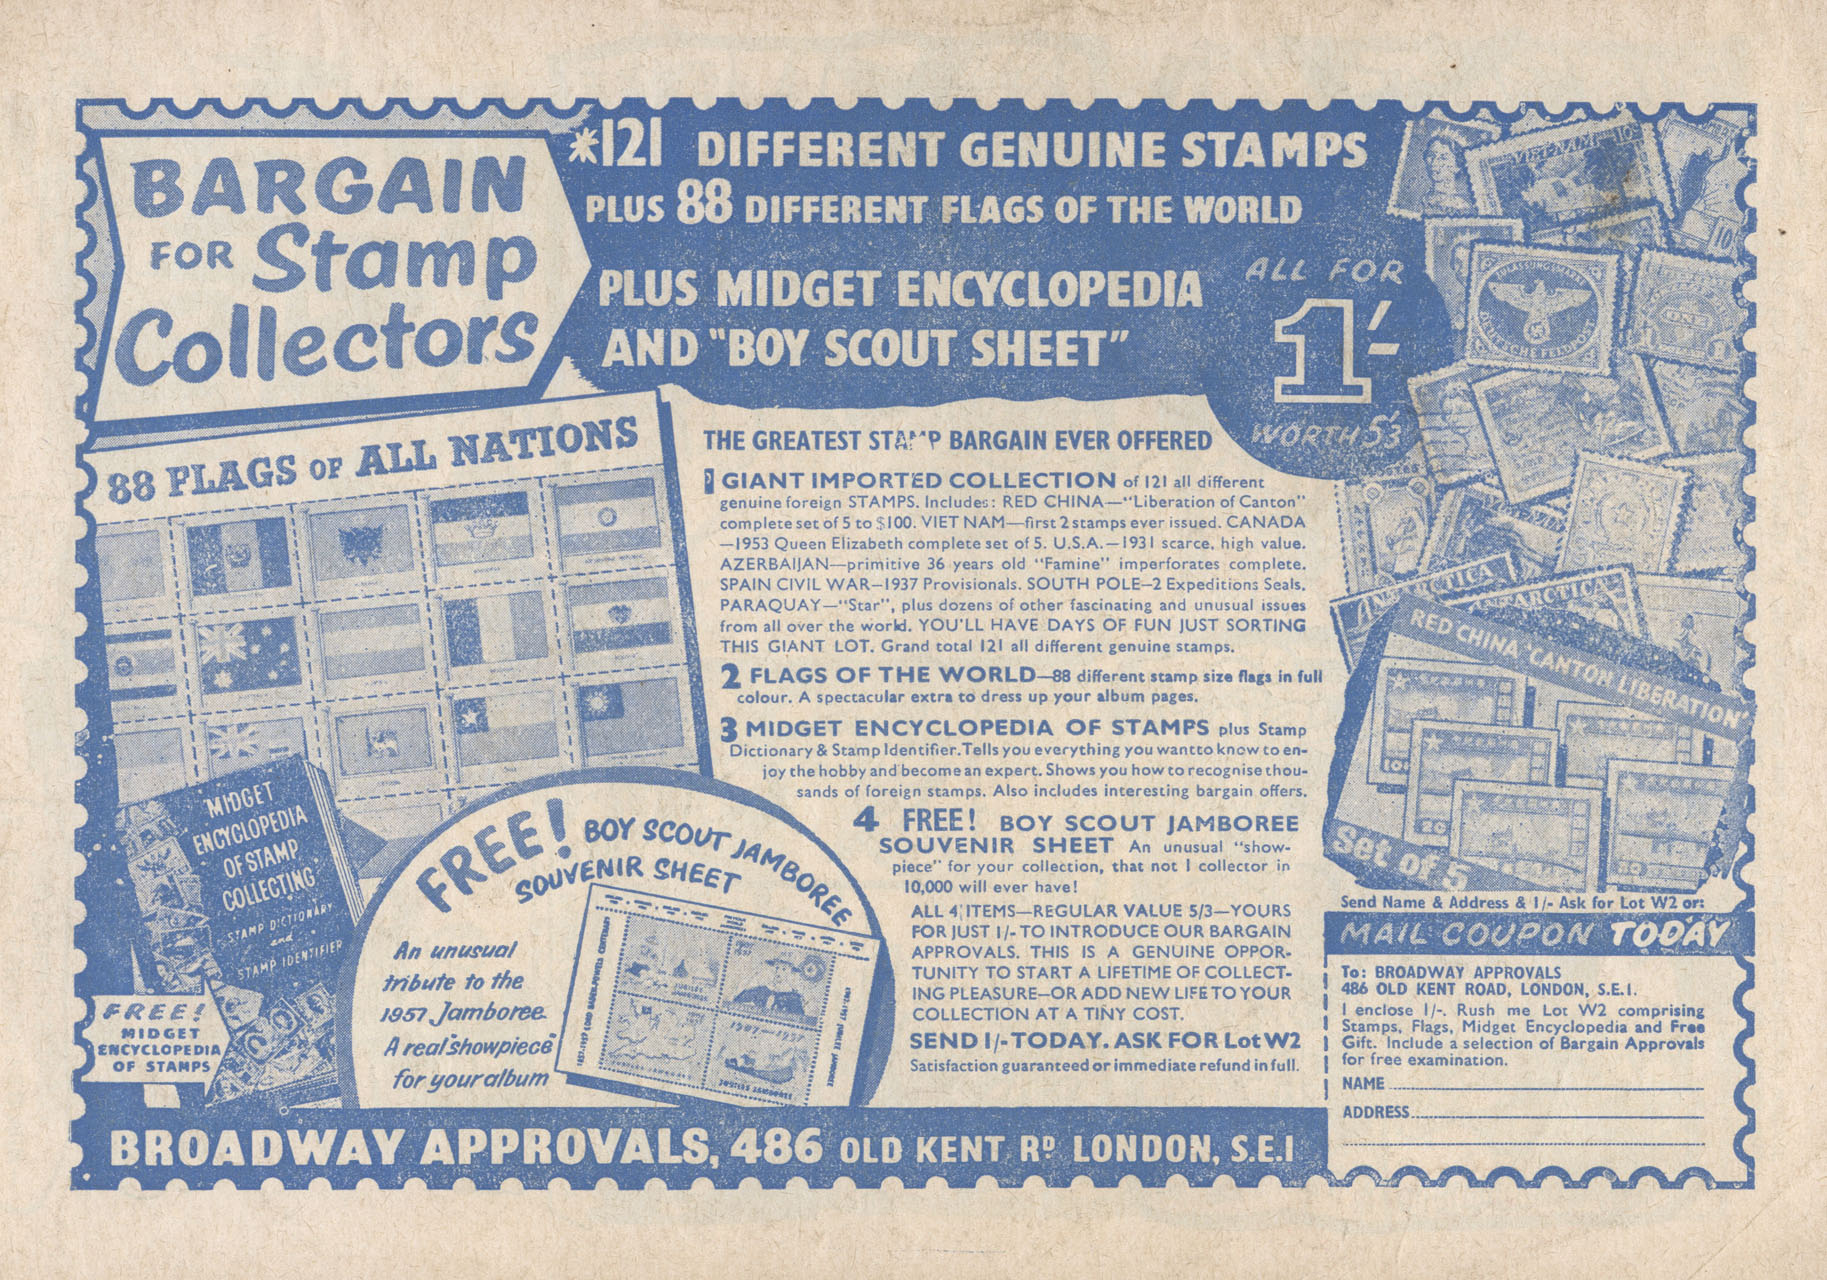 BARGAIN
FOR Stamp
Collectors
*121 DIFFERENT GENUINE STAMPS
PLUS 88 DIFFERENT FLAGS OF THE WORLD
PLUS MIDGET ENCYCLOPEDIA
AND "BOY SCOUT SHEET"
ALL FOR
1'-
WORTH 5'3
88 FLAGS OF ALL NATIONS
THE GREATEST STAMP BARGAIN EVER OFFERED
1 GIANT IMPORTED COLLECTION of 121 all different
genuine foreign STAMPS. Includes: RED CHINA—"Liberation of Canton"
complete set of 5 to $100. VIET NAM—first 2 stamps ever issued. CANADA
—1953 Queen Elizabeth complete set of 5. U.S.A.—1931 scarce, high value.
AZERBAIJAN—primitive 36 years old "Famine" imperforates complete.
SPAIN CIVIL WAR—1937 Provisionals. SOUTH POLE—2 Expeditions Seals.
PARAQUAY—"Star", plus dozens of other fascinating and unusual issues
from all over the world. YOU'LL HAVE DAYS OF FUN JUST SORTING
THIS GIANT LOT. Grand total 121 all different genuine stamps.
2 FLAGS OF THE WORLD—88 different stamp size flags in full
colour. A spectacular extra to dress up your album pages.
3 MIDGET ENCYCLOPEDIA OF STAMPS plus Stamp
Dictionary & Stamp Identifier. Tells you everything you want to know to en-
joy the hobby and become an expert. Shows you how to recognise thou-
sands of foreign stamps. Also includes interesting bargain offers.
4 FREE! BOY SCOUT JAMBOREE
SOUVENIR SHEET An unusual "show-
piece" for your collection, that not 1 collector in
10,000 will ever have!
ALL 4 ITEMS—REGULAR VALUE 5/3—YOURS
FOR JUST 1/- TO INTRODUCE OUR BARGAIN
APPROVALS. THIS IS A GENUINE OPPOR-
TUNITY TO START A LIFETIME OF COLLECT-
ING PLEASURE—OR ADD NEW LIFE TO YOUR
COLLECTION AT A TINY COST.
SEND 1/- TODAY. ASK FOR Lot W2
Satisfaction guaranteed or immediate refund in full.
MIDGET
ENCYCLOPEDIA
OF STAMP
COLLECTING
STAMP DICTIONARY
and
STAMP IDENTIFIER
FREE!
MIDGET
ENCYCLOPEDIA
OF STAMPS
FREE! BOY SCOUT JAMBOREE
SOUVENIR SHEET
An unusual
tribute to the
1957 Jamboree.
A real "showpiece"
for your album
1957
1907-1957
VIETNAM
10c
10
DEUTSCHE FELDPOST
ONE
ANTARCTICA
ANTARCTICA
RED CHINA 'CANTON LIBERATION'
Set of 5
Send Name & Address & 1/- Ask for Lot W2 or:
MAIL COUPON TODAY
To: BROADWAY APPROVALS
486 OLD KENT ROAD, LONDON, S.E.1.
I enclose 1/-. Rush me Lot W2 comprising
Stamps, Flags, Midget Encyclopedia and Free
Gift. Include a selection of Bargain Approvals
for free examination.
NAME
ADDRESS
BROADWAY APPROVALS, 486 OLD KENT RD LONDON, S.E.1